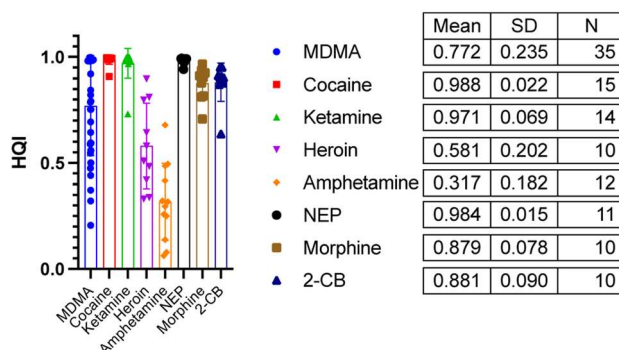 HQI
1.0
0.5
0.0
MDMA
Cocaine
Ketamine
Heroin
Amphetamine
NEP
Morphine
2-CB
MDMA
Cocaine
Ketamine
Heroin
Amphetamine
NEP
Morphine
2-CB
Mean SD N
0.772 0.235 35
0.988 0.022 15
0.971 0.069 14
0.581 0.202 10
0.317 0.182 12
0.984 0.015 11
0.879 0.078 10
0.881 0.090 10